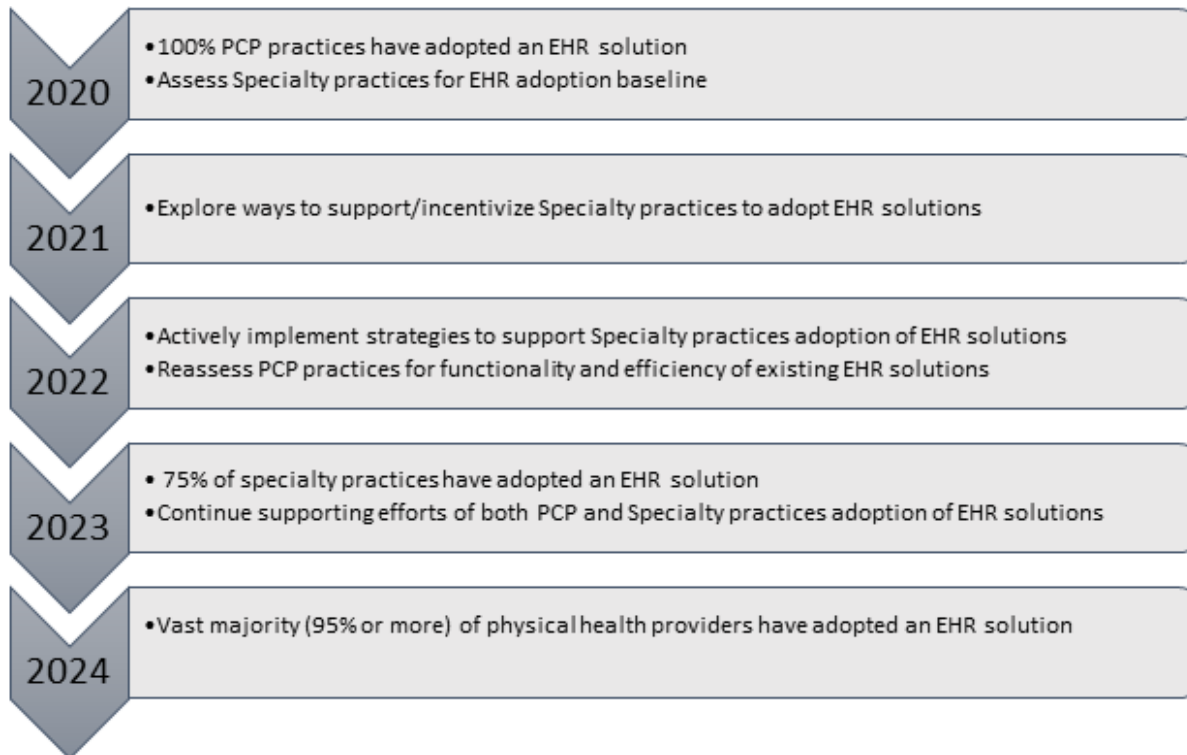 2020
•100% PCP practices have adopted an EHR solution
•Assess Specialty practices for EHR adoption baseline
2021
•Explore ways to support/incentivize Specialty practices to adopt EHR solutions
2022
•Actively implement strategies to support Specialty practices adoption of EHR solutions
•Reassess PCP practices for functionality and efficiency of existing EHR solutions
2023
• 75% of specialty practices have adopted an EHR solution
•Continue supporting efforts of both PCP and Specialty practices adoption of EHR solutions
2024
•Vast majority (95% or more) of physical health providers have adopted an EHR solution